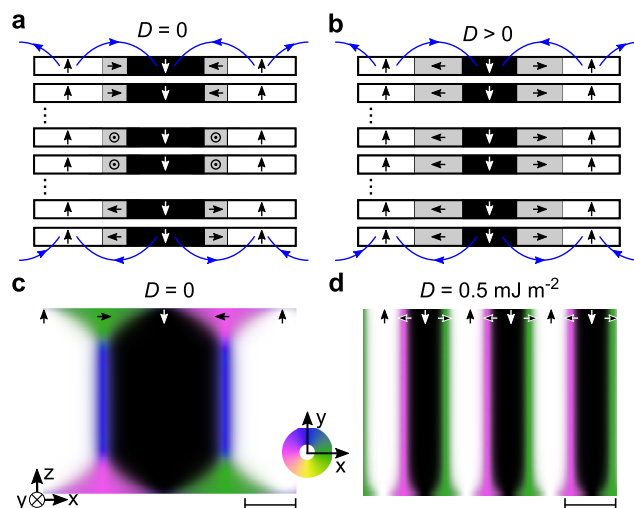 a
D = 0
b
D > 0
c
D = 0
d
D = 0.5 mJ m⁻²
y
x
z
y
x